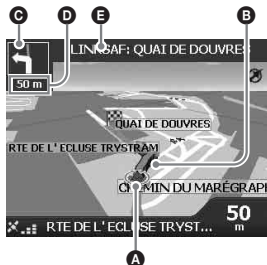 C
D
E
B
LINKSAF: QUAI DE DOUVRES
50 m
QUAI DE DOUVRES
RTE DE L'ECLUSE TRYSTRAM
CHEMIN DU MARÉGRAPH
RTE DE L'ECLUSE TRYST...
50
m
A